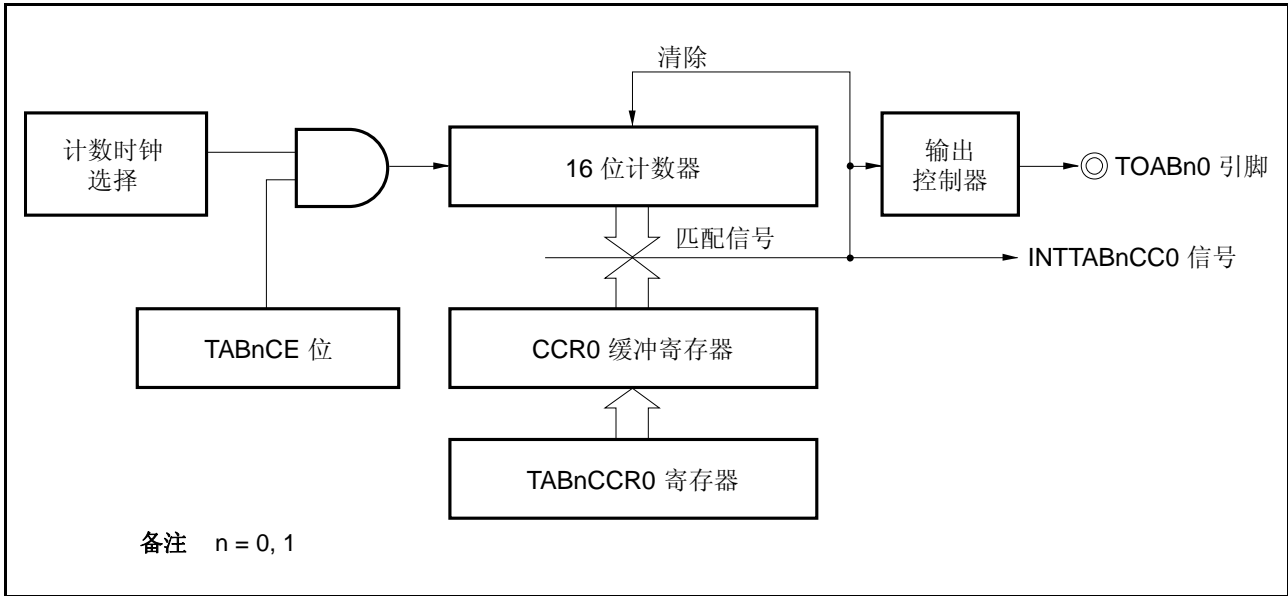 清除
计数时钟
选择
16 位计数器
输出
控制器
TOABn0 引脚
匹配信号
INTTABnCC0 信号
TABnCE 位
CCR0 缓冲寄存器
TABnCCR0 寄存器
备注 n = 0, 1